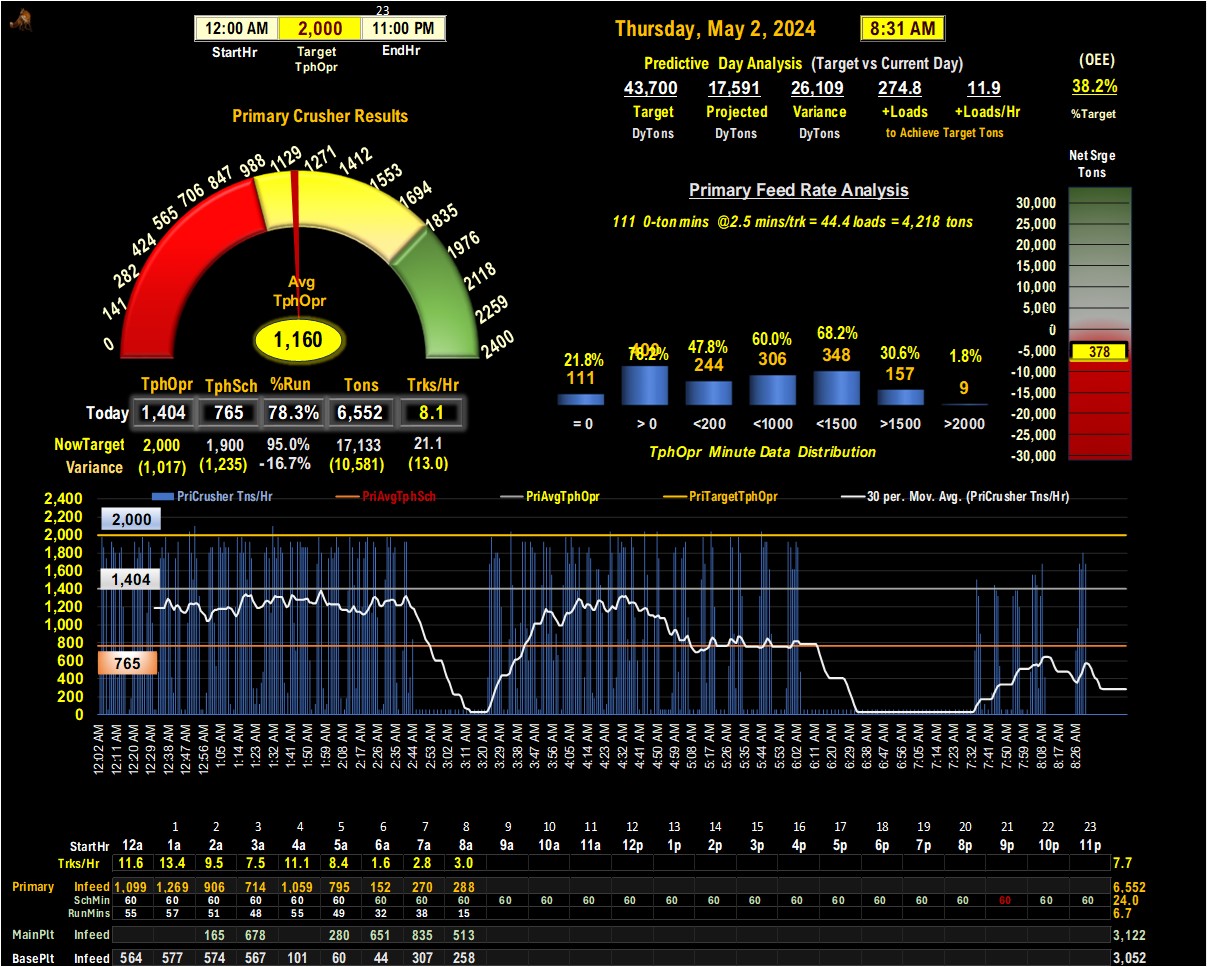 23
12:00 AM 2,000 11:00 PM
StartHr Target TphOpr EndHr
Thursday, May 2, 2024 8:31 AM
Predictive Day Analysis (Target vs Current Day)
43,700 17,591 26,109 274.8 11.9
Target Projected Variance +Loads +Loads/Hr
DyTons DyTons DyTons to Achieve Target Tons
(OEE)
38.2%
%Target
Primary Crusher Results
0 141 282 424 565 706 847 988 1129 1271 1412 1553 1694 1835 1976 2118 2259 2400
Avg
TphOpr
1,160
TphOpr TphSch %Run Tons Trks/Hr
Today 1,404 765 78.3% 6,552 8.1
NowTarget 2,000 1,900 95.0% 17,133 21.1
Variance (1,017) (1,235) -16.7% (10,581) (13.0)
Primary Feed Rate Analysis
111 0-ton mins @2.5 mins/trk = 44.4 loads = 4,218 tons
21.8% 78.2% 47.8% 60.0% 68.2% 30.6% 1.8%
111 244 306 348 157 9
= 0 > 0 <200 <1000 <1500 >1500 >2000
TphOpr Minute Data Distribution
Net Srge
Tons
30,000
25,000
20,000
15,000
10,000
5,000
0
-5,000
-10,000
-15,000
-20,000
-25,000
-30,000
378
PriCrusher Tns/Hr PriAvgTphSch PriAvgTphOpr PriTargetTphOpr 30 per. Mov. Avg. (PriCrusher Tns/Hr)
2,400
2,200
2,000
1,800
1,600
1,400
1,200
1,000
800
600
400
200
0
2,000
1,404
765
12:02 AM 12:11 AM 12:20 AM 12:29 AM 12:38 AM 12:47 AM 12:56 AM 1:05 AM 1:14 AM 1:23 AM 1:32 AM 1:41 AM 1:50 AM 1:59 AM 2:08 AM 2:17 AM 2:26 AM 2:35 AM 2:44 AM 2:53 AM 3:02 AM 3:11 AM 3:20 AM 3:29 AM 3:38 AM 3:47 AM 3:56 AM 4:05 AM 4:14 AM 4:23 AM 4:32 AM 4:41 AM 4:50 AM 4:59 AM 5:08 AM 5:17 AM 5:26 AM 5:35 AM 5:44 AM 5:53 AM 6:02 AM 6:11 AM 6:20 AM 6:29 AM 6:38 AM 6:47 AM 6:56 AM 7:05 AM 7:14 AM 7:23 AM 7:32 AM 7:41 AM 7:50 AM 7:59 AM 8:08 AM 8:17 AM 8:26 AM
1 2 3 4 5 6 7 8 9 10 11 12 13 14 15 16 17 18 19 20 21 22 23
StartHr 12a 1a 2a 3a 4a 5a 6a 7a 8a 9a 10a 11a 12p 1p 2p 3p 4p 5p 6p 7p 8p 9p 10p 11p
Trks/Hr 11.6 13.4 9.5 7.5 11.1 8.4 1.6 2.8 3.0 7.7
Primary Infeed 1,099 1,269 906 714 1,059 795 152 270 288 6,552
SchMin 60 60 60 60 60 60 60 60 60 60 60 60 60 60 60 60 60 60 60 60 60 60 60 60 24.0
RunMins 55 57 51 48 55 49 32 38 15 6.7
MainPlt Infeed 165 678 280 651 835 513 3,122
BasePlt Infeed 564 577 574 567 101 60 44 307 258 3,052